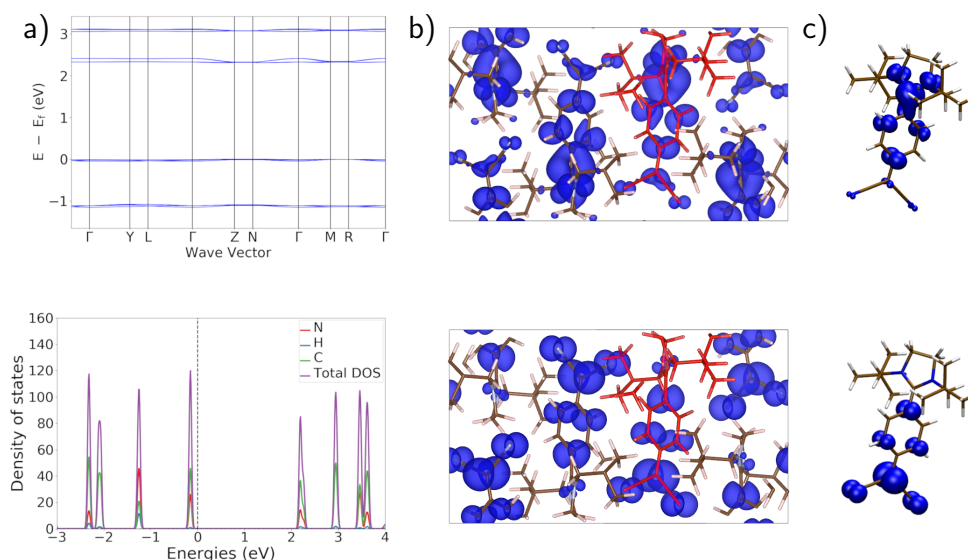 a)
b)
c)
3
2
1
0
−1
E − E_f (eV)
Γ Y L Γ Z N Γ M R Γ
Wave Vector
160
140
120
100
80
60
40
20
0
Density of states
N
H
C
Total DOS
−3 −2 −1 0 1 2 3 4
Energies (eV)